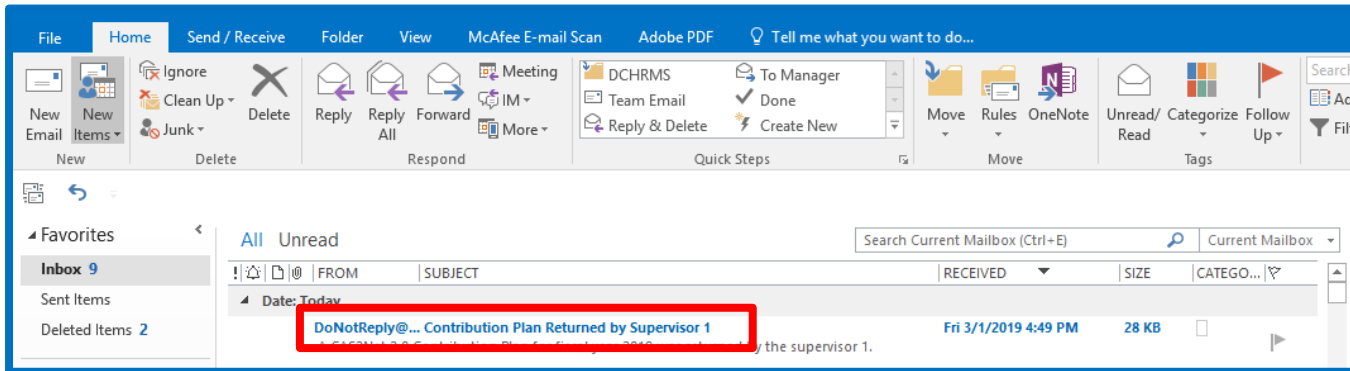 File Home Send / Receive Folder View McAfee E-mail Scan Adobe PDF Tell me what you want to do...
New Email
New Items
Ignore
Clean Up
Junk
Delete
Reply
Reply All
Forward
Meeting
IM
More
DCHRMS
Team Email
Reply & Delete
To Manager
Done
Create New
Move
Rules
OneNote
Unread/ Read
Categorize
Follow Up
Search
New Delete Respond Quick Steps Move Tags
Favorites
Inbox 9
Sent Items
Deleted Items 2
All Unread
Search Current Mailbox (Ctrl+E) Current Mailbox
! FROM SUBJECT RECEIVED SIZE CATEGO...
Date: Today
DoNotReply@... Contribution Plan Returned by Supervisor 1 Fri 3/1/2019 4:49 PM 28 KB
by the supervisor 1.